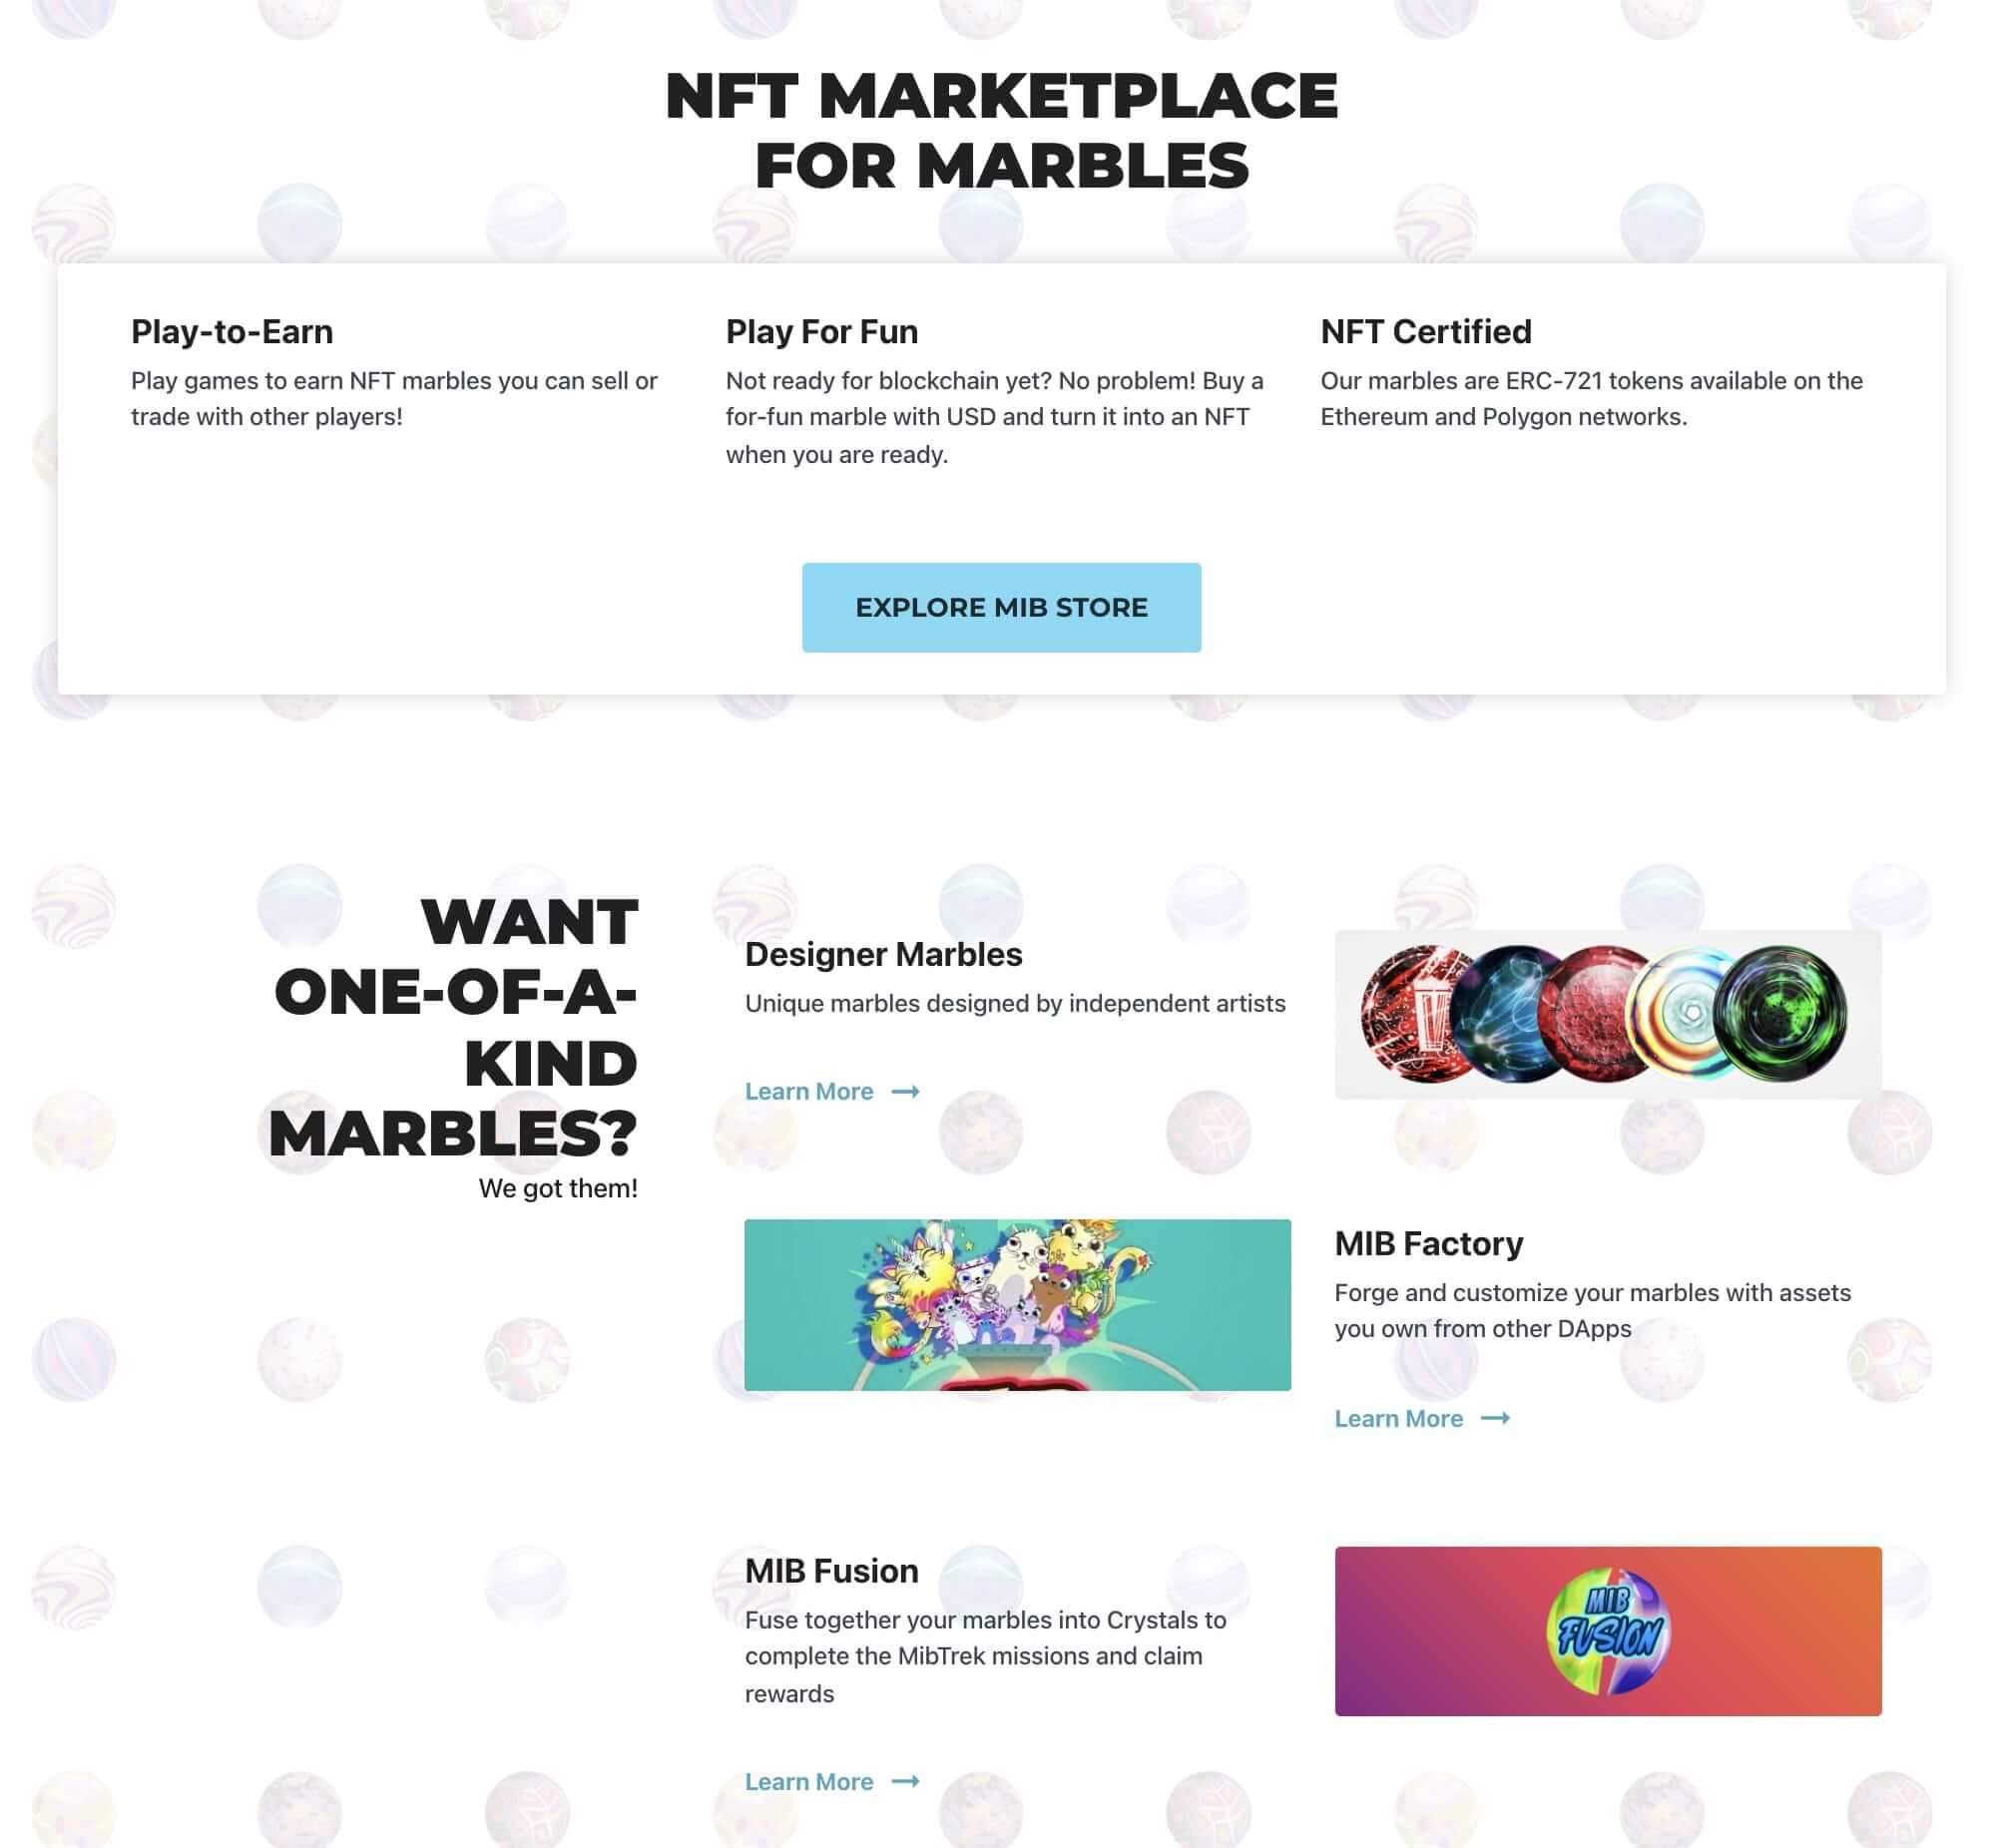 NFT MARKETPLACE
FOR MARBLES
Play-to-Earn
Play games to earn NFT marbles you can sell or
trade with other players!
Play For Fun
Not ready for blockchain yet? No problem! Buy a
for-fun marble with USD and turn it into an NFT
when you are ready.
NFT Certified
Our marbles are ERC-721 tokens available on the
Ethereum and Polygon networks.
EXPLORE MIB STORE
WANT
ONE-OF-A-
KIND
MARBLES?
We got them!
Designer Marbles
Unique marbles designed by independent artists
Learn More
MIB Factory
Forge and customize your marbles with assets
you own from other DApps
Learn More
MIB Fusion
Fuse together your marbles into Crystals to
complete the MibTrek missions and claim
rewards
Learn More
MIB
FUSION